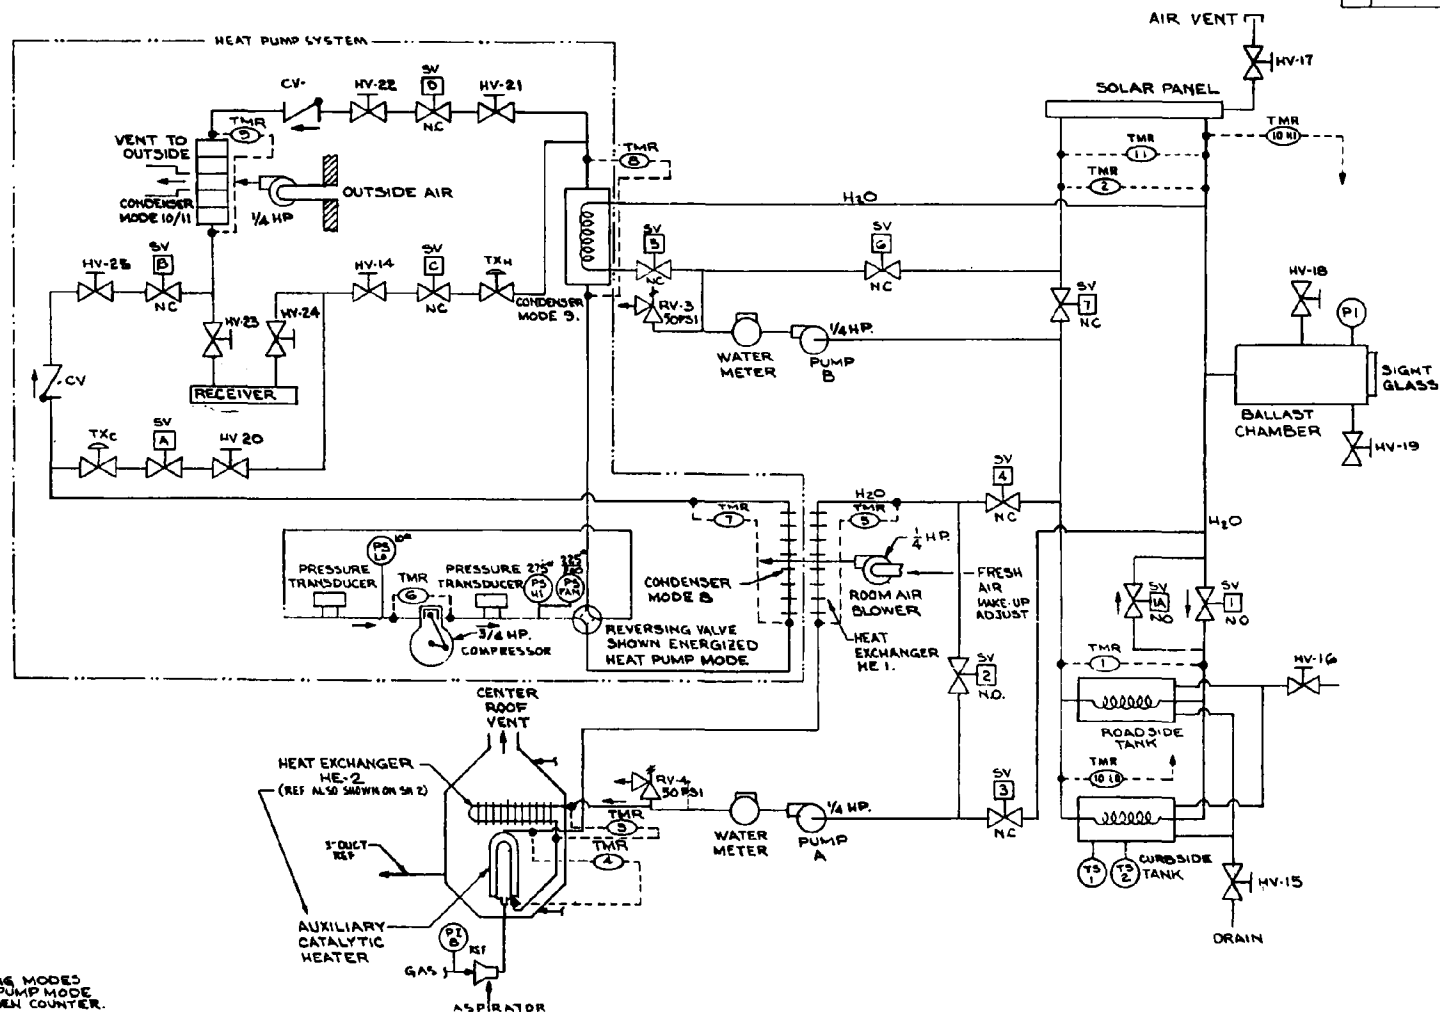 AIR VENT
HV-17
HEAT PUMP SYSTEM
SOLAR PANEL
CV-
HV-22
SV
D
NC
HV-21
TMR
10 HI
TMR
9
VENT TO
OUTSIDE
TMR
8
TMR
11
TMR
2
OUTSIDE AIR
CONDENSER
MODE 10/11
1/4 HP
H2O
SV
5
NC
SV
6
NC
SV
B
NC
HV-14
SV
C
NC
TXH
CONDENSER
MODE 9.
RV-3
50PSI
SV
7
NC
HV-18
PI
HV-23
HV-24
WATER
METER
1/4 HP.
PUMP
B
SIGHT
GLASS
CV
RECEIVER
BALLAST
CHAMBER
HV-19
TXC
SV
A
HV 20
SV
4
NC
H2O
TMR
7
TMR
5
H2O
PS
LO
10#
1/4 HP.
PRESSURE
TRANSDUCER
TMR
6
PRESSURE
TRANSDUCER
275#
PS
HI
PS
FAN
CONDENSER
MODE 8
ROOM AIR
BLOWER
FRESH
AIR
MAKE-UP
ADJUST
SV
1A
NO
SV
1
NO
3/4 HP.
COMPRESSOR
REVERSING VALVE
SHOWN ENERGIZED
HEAT PUMP MODE
HEAT
EXCHANGER
HE 1.
SV
2
N.O.
TMR
1
HV-16
CENTER
ROOF
VENT
ROADSIDE
TANK
HEAT EXCHANGER
HE-2
(REF ALSO SHOWN ON SH 2)
RV-4
50 PSI
TMR
3
WATER
METER
1/4 HP.
PUMP
A
SV
3
NC
TMR
10 LO
TMR
4
TS
1
TS
2
CURBSIDE
TANK
HV-15
DRAIN
AUXILIARY
CATALYTIC
HEATER
PI
8
REF
GAS
ASPIRATOR
MODES
PUMP MODE
COUNTER.